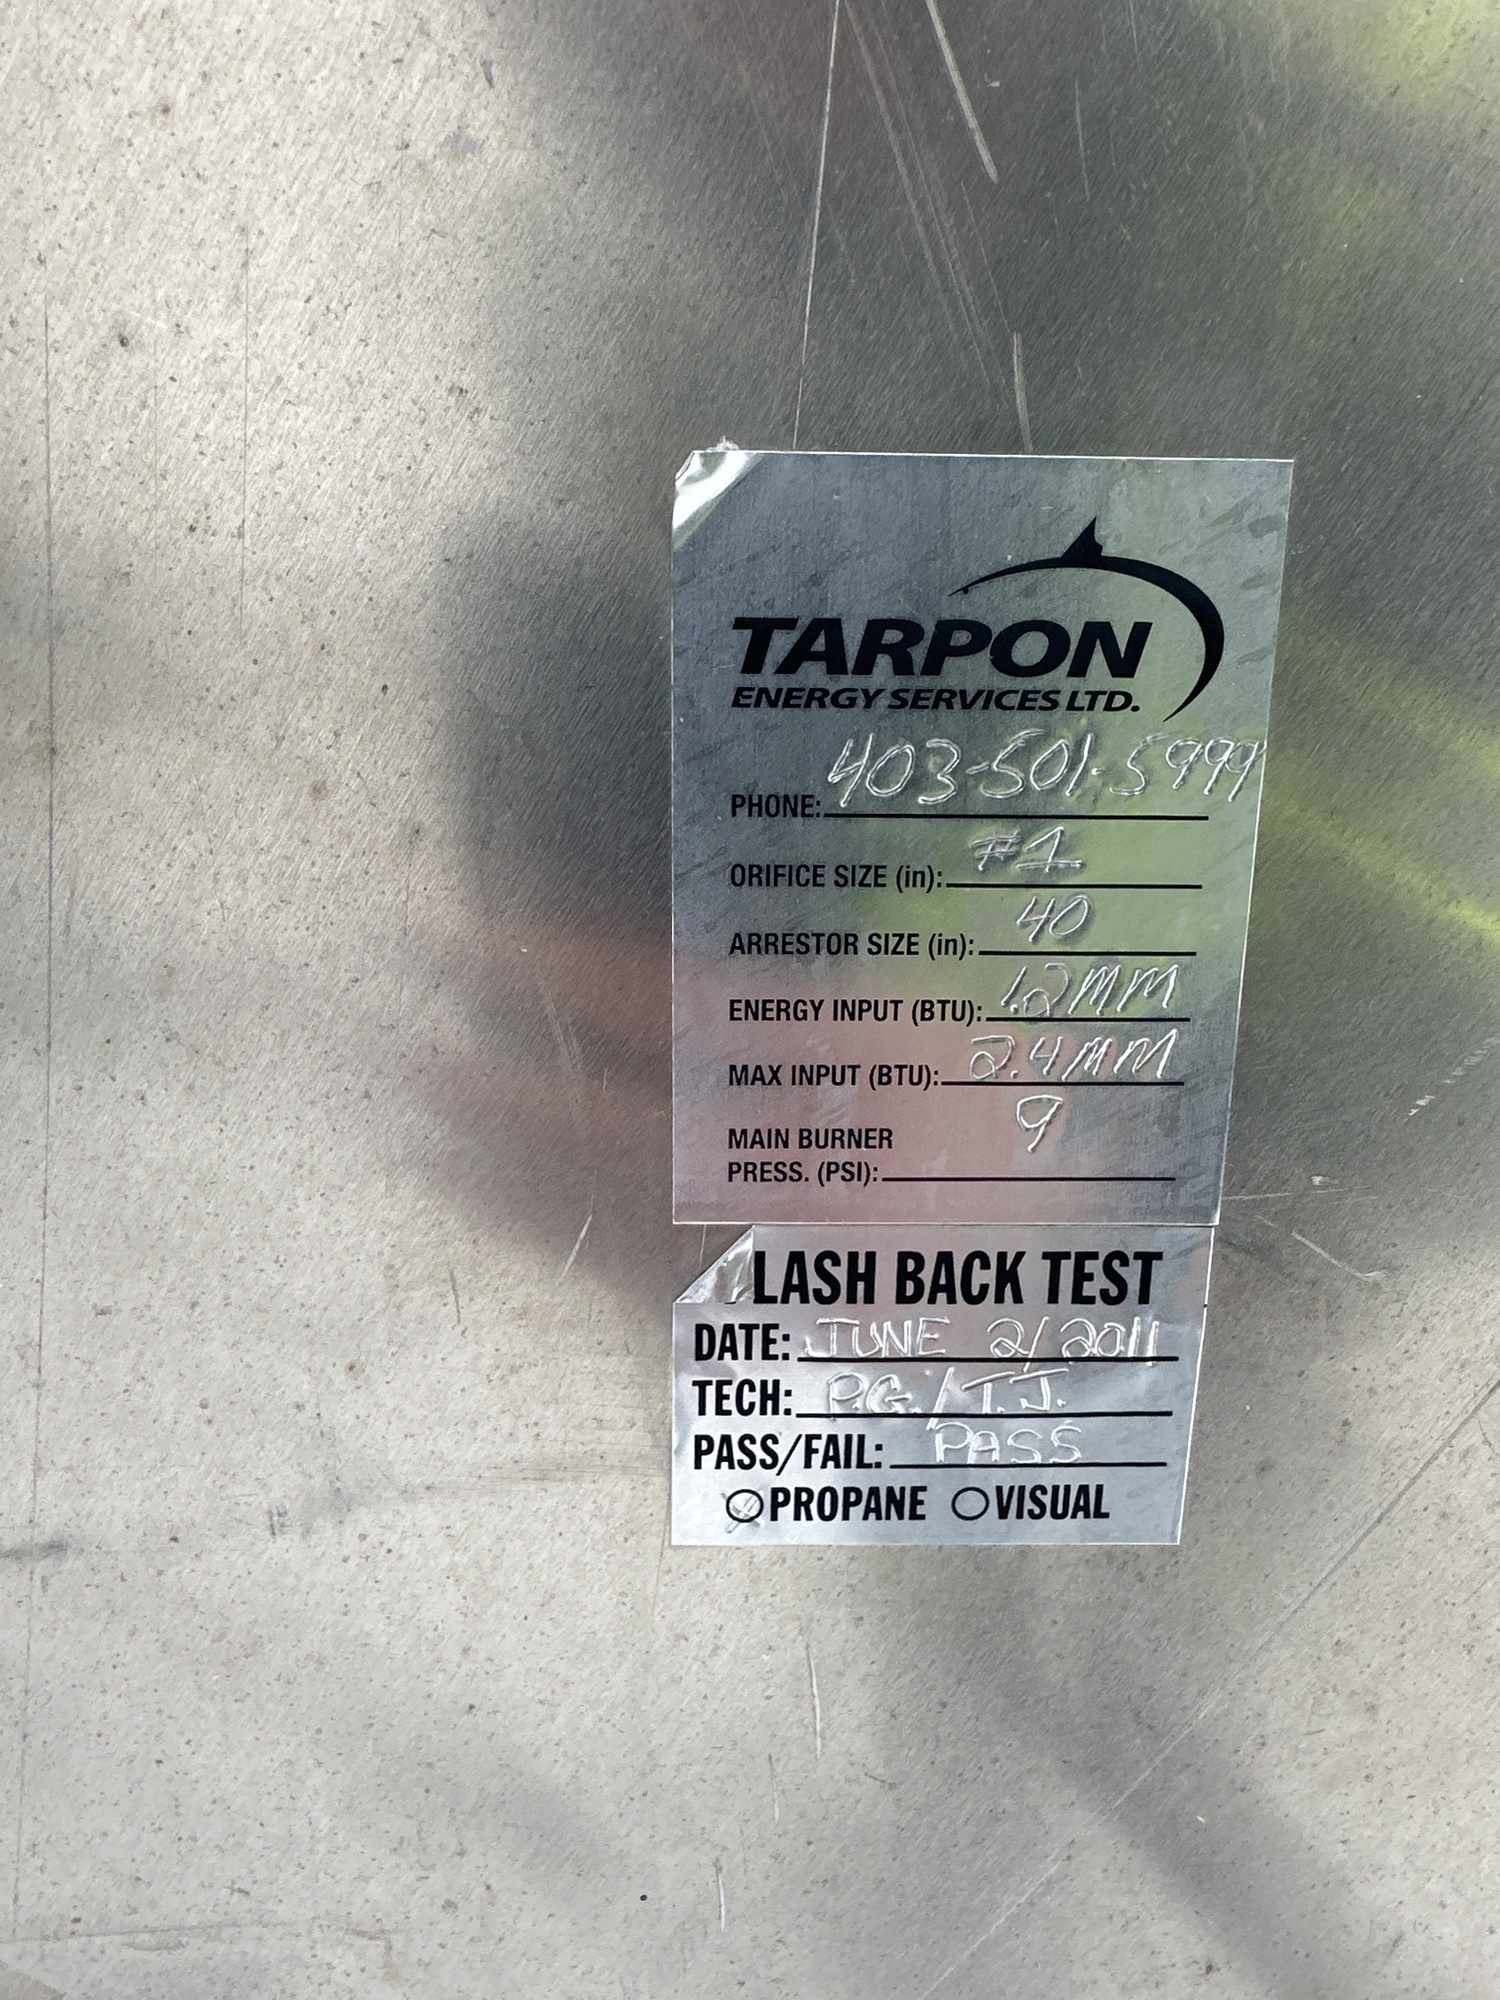 TARPON
ENERGY SERVICES LTD.
PHONE: 403-501-5999
ORIFICE SIZE (in): #1
ARRESTOR SIZE (in): 40
ENERGY INPUT (BTU): 1.2MM
MAX INPUT (BTU): 2.4MM
MAIN BURNER
PRESS. (PSI): 9
LASH BACK TEST
DATE: JUNE 2/2011
TECH: P.G./T.J.
PASS/FAIL: PASS
PROPANE VISUAL